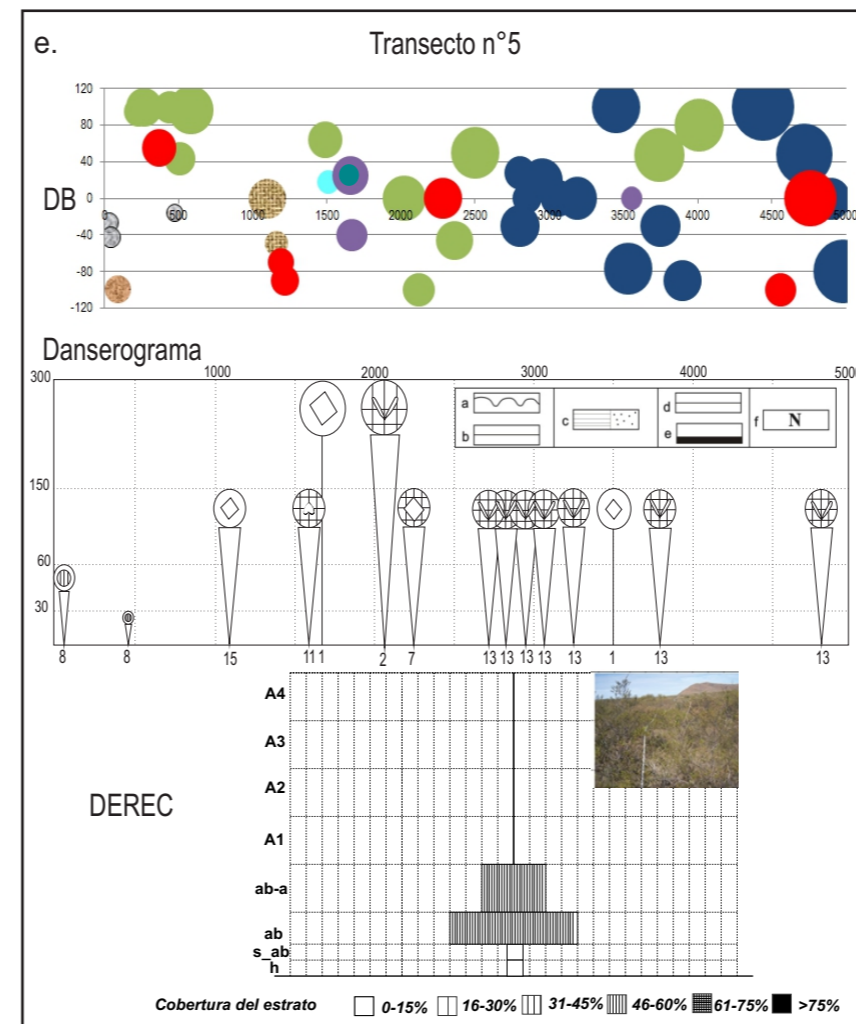 e.
Transecto n°5
120
80
40
DB 0
0 500 1000 1500 2000 2500 3000 3500 4000 4500 5000
-40
-80
-120
Danserograma
1000 2000 3000 4000 500
300
150
60
30
a
b
c
d
e
f N
8 8 15 11 1 2 7 13 13 13 13 13 1 13 13
DEREC
A4
A3
A2
A1
ab-a
ab
s_ab
h
Cobertura del estrato 0-15% 16-30% 31-45% 46-60% 61-75% >75%